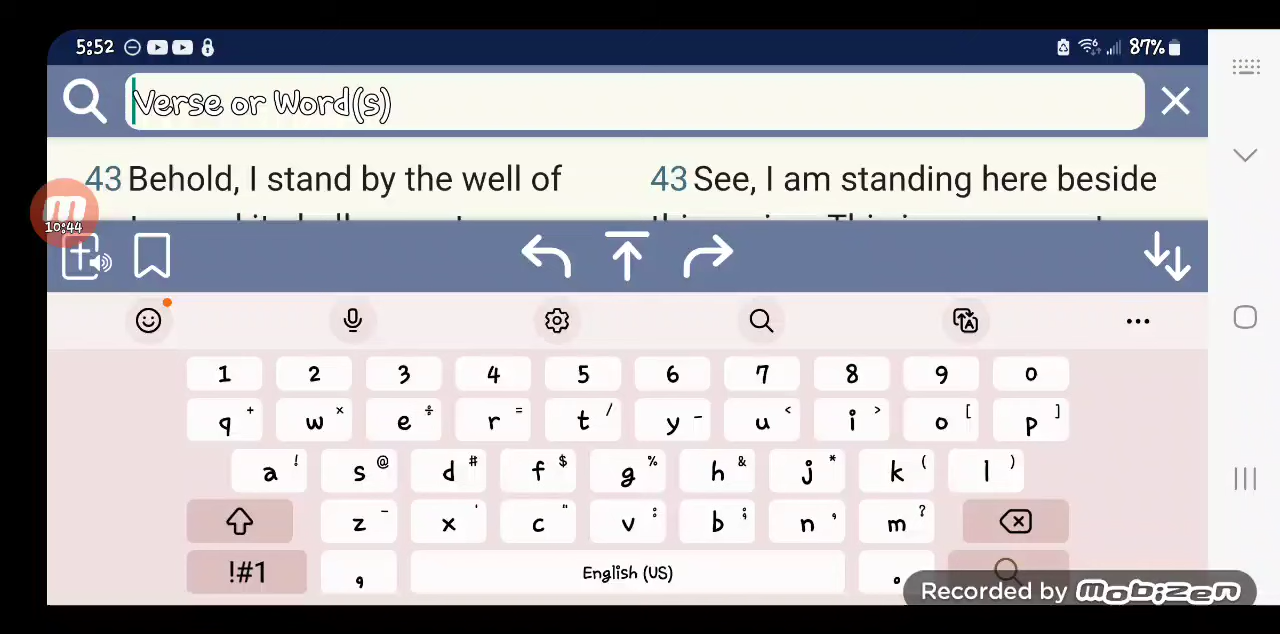 5:52 87%
Verse or Word(s)
43 Behold, I stand by the well of
43 See, I am standing here beside
10:44
1 2 3 4 5 6 7 8 9 0
q + w × e ÷ r = t / y - u < i > o [ p ]
a ! s @ d # f $ g % h & j * k ( l )
z - x ' c " v : b ; n , m ?
!#1 , English (US) .
Recorded by MOBIZEN